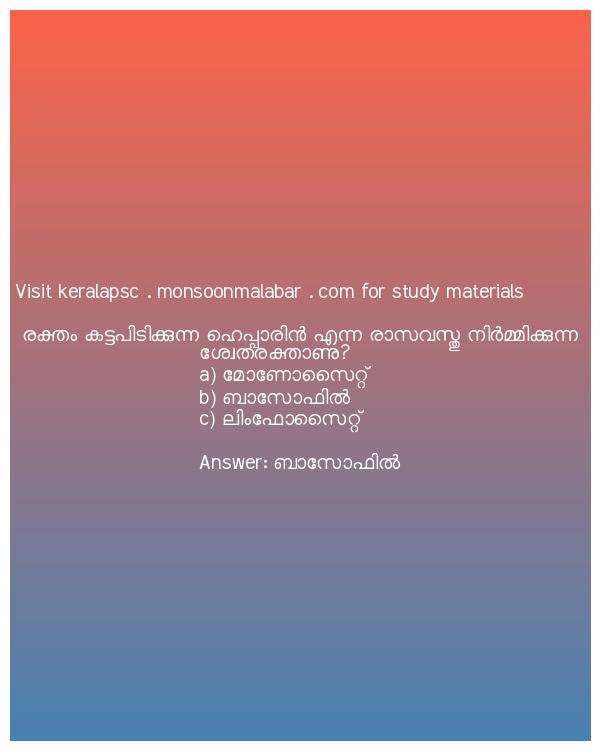 Visit keralapsc . monsoonmalabar . com for study materials
രക്തം കട്ടപിടിക്കുന്ന ഹെപ്പാരിൻ എന്ന രാസവസ്തു നിർമ്മിക്കുന്ന
ശ്വേതരക്താണു?
a) മോണോസൈറ്റ്
b) ബാസോഫിൽ
c) ലിംഫോസൈറ്റ്
Answer: ബാസോഫിൽ